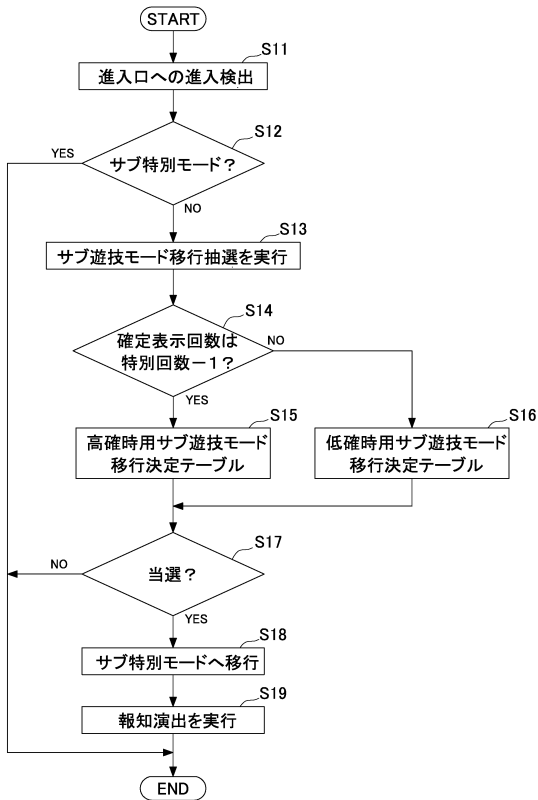 START
S11
進入口への進入検出
S12
YES
サブ特別モード？
NO
S13
サブ遊技モード移行抽選を実行
S14
確定表示回数は
特別回数－１？
NO
YES
S15
高確時用サブ遊技モード
移行決定テーブル
S16
低確時用サブ遊技モード
移行決定テーブル
S17
NO
当選？
YES
S18
サブ特別モードへ移行
S19
報知演出を実行
END